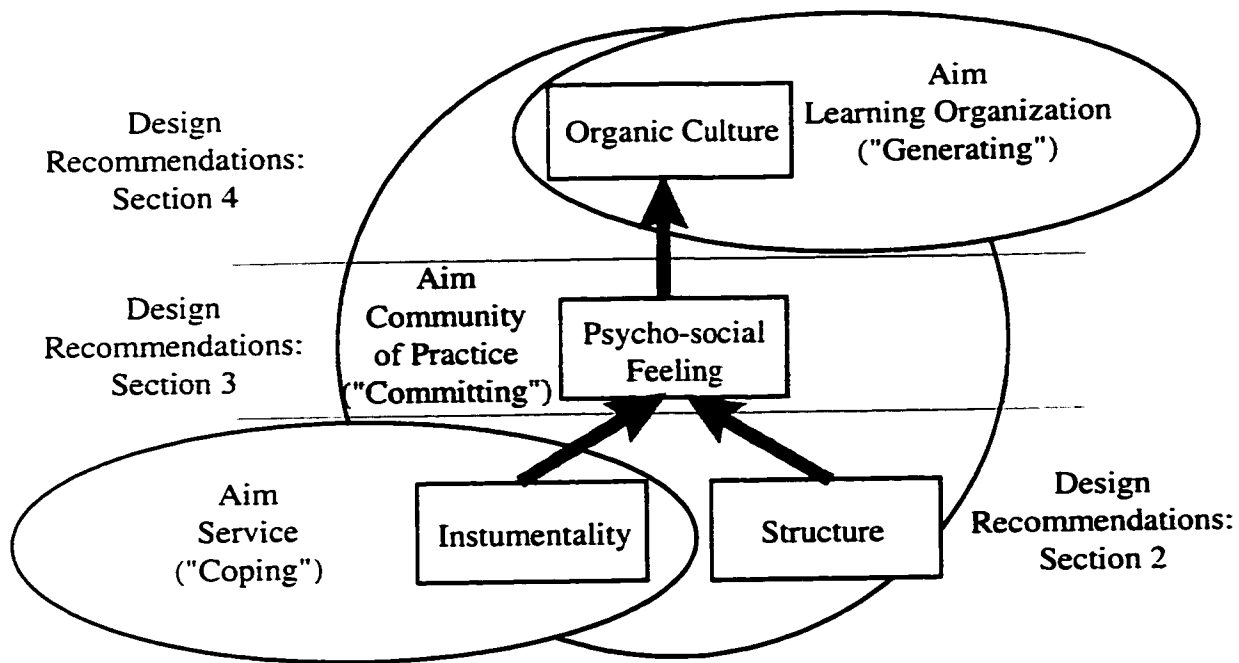 Design
Recommendations:
Section 4
Organic Culture
Aim
Learning Organization
("Generating")
Design
Recommendations:
Section 3
Aim
Community
of Practice
("Committing")
Psycho-social
Feeling
Aim
Service
("Coping")
Instumentality
Structure
Design
Recommendations:
Section 2